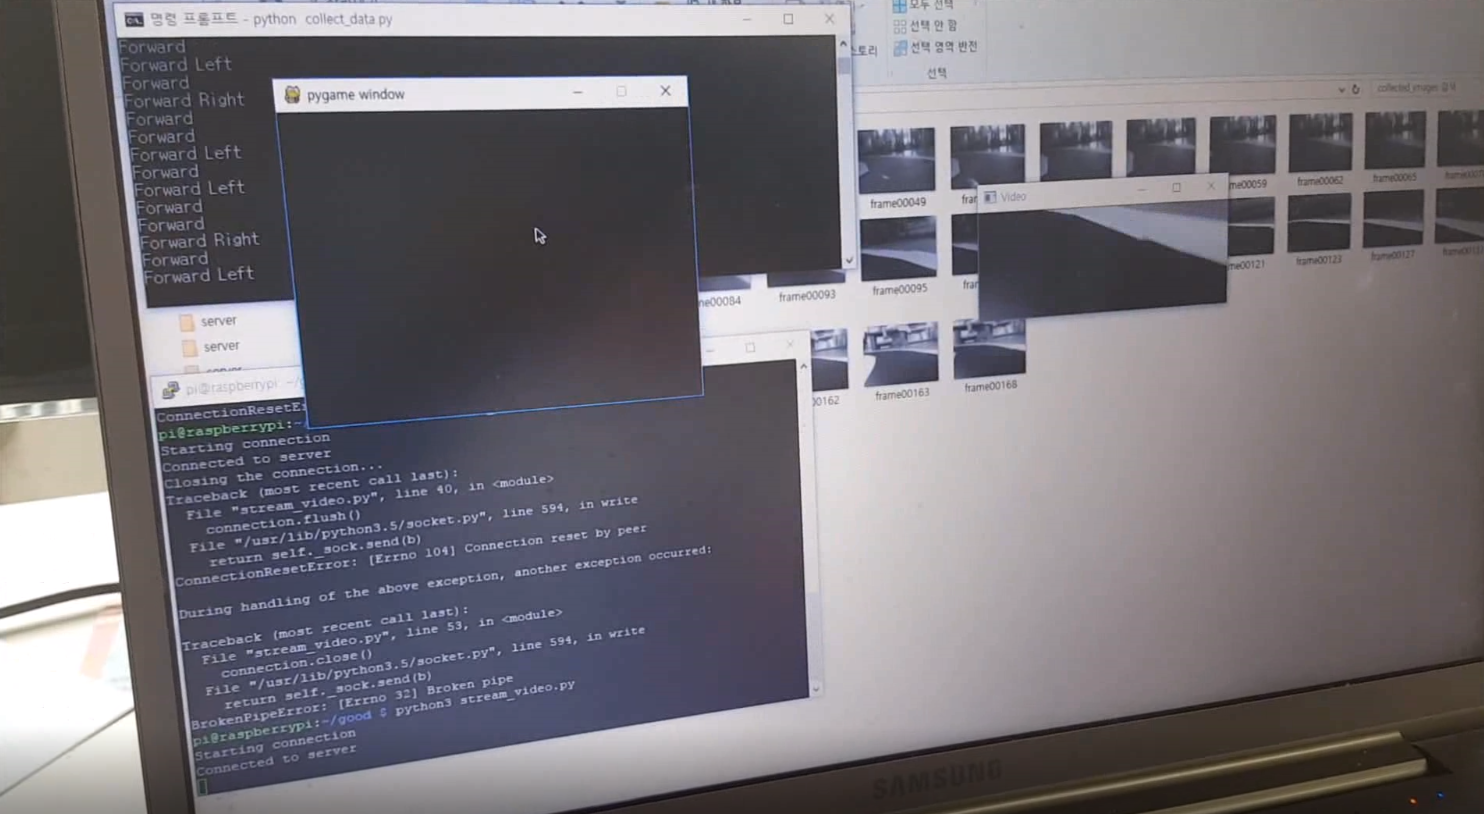 명령 프롬프트 - python collect_data.py
Forward
Forward Left
Forward
Forward Right
Forward
Forward
Forward Left
Forward
Forward Left
Forward
Forward
Forward Right
Forward
Forward Left
pygame window
모두 선택
선택 안 함
선택 영역 반전
선택
collected_images
frame00049
me00059
frame00062
frame00065
Video
ne00084
frame00093
frame00095
me00121
frame00123
frame00127
00162
frame00163
frame00168
server
server
pi@raspberrypi: ~/g
ConnectionResetE
pi@raspberrypi:~
Starting connection
Connected to server
Closing the connection...
Traceback (most recent call last):
File "stream_video.py", line 40, in <module>
connection.flush()
File "/usr/lib/python3.5/socket.py", line 594, in write
return self._sock.send(b)
ConnectionResetError: [Errno 104] Connection reset by peer
During handling of the above exception, another exception occurred:
Traceback (most recent call last):
File "stream_video.py", line 53, in <module>
connection.close()
File "/usr/lib/python3.5/socket.py", line 594, in write
return self._sock.send(b)
BrokenPipeError: [Errno 32] Broken pipe
pi@raspberrypi:~/good $ python3 stream_video.py
Starting connection
Connected to server
SAMSUNG